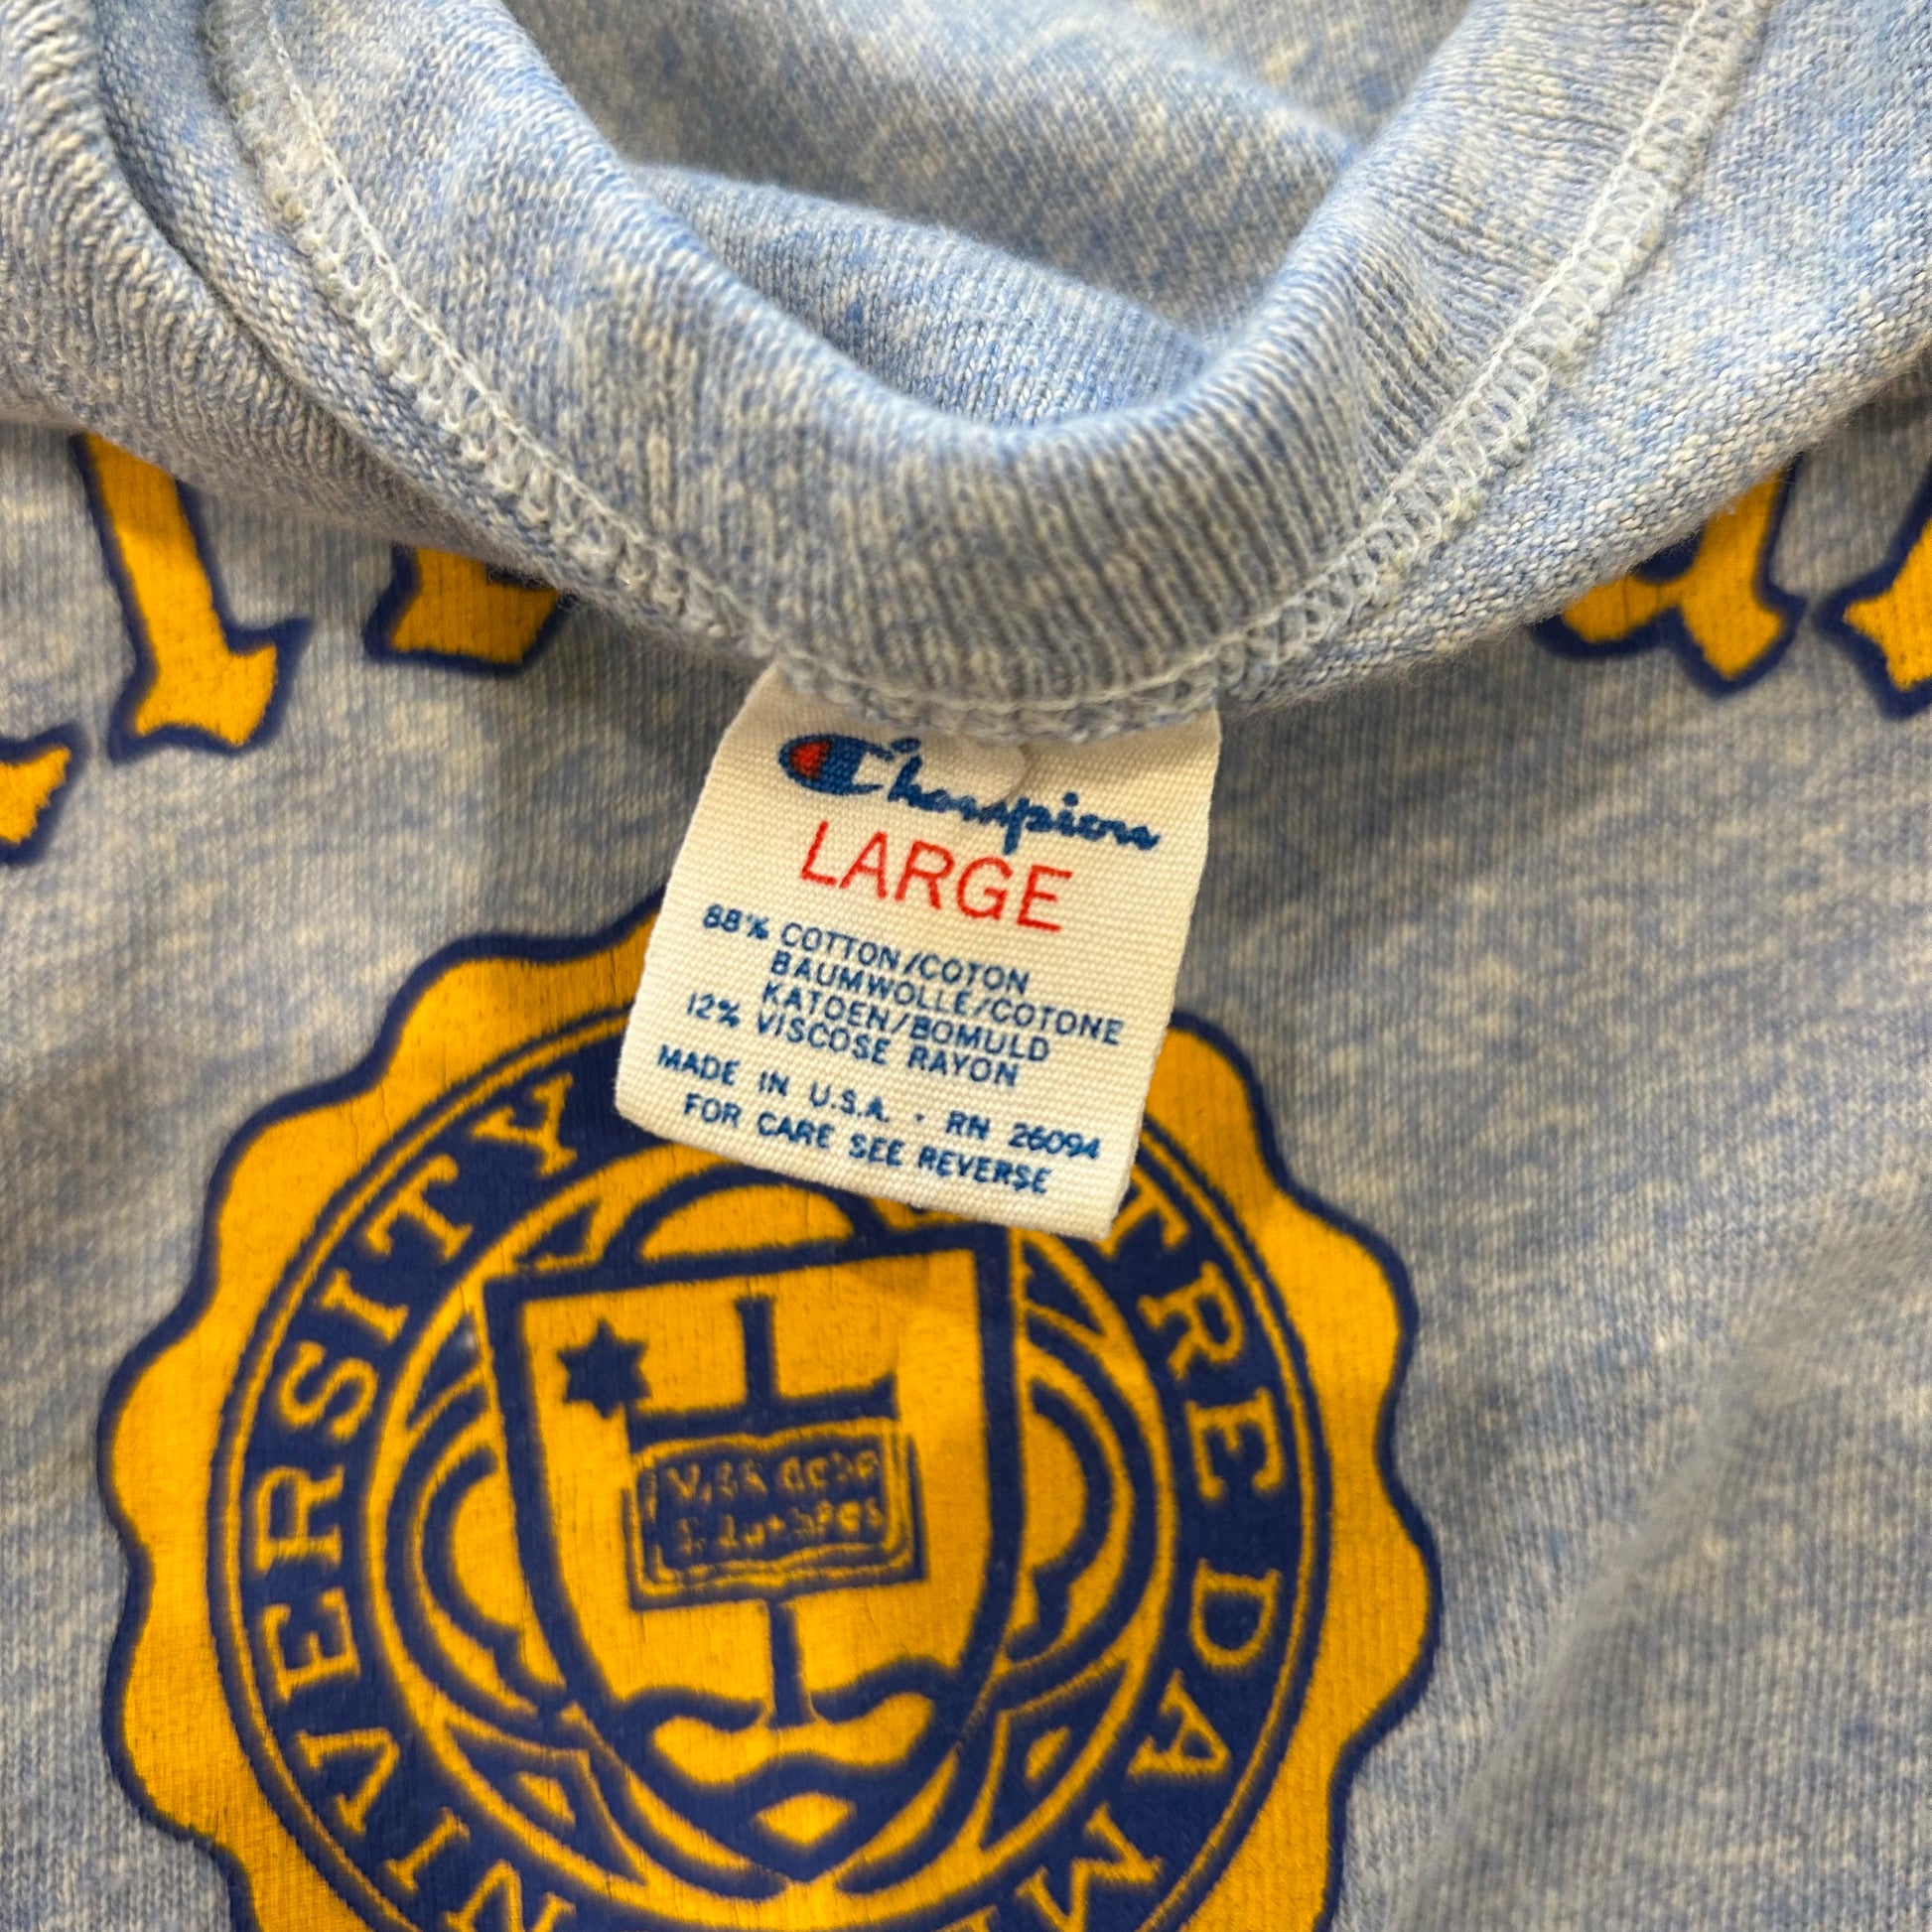 Champion
LARGE
88% COTTON/COTON
BAUMWOLLE/COTONE
KATOEN/BOMULD
12% VISCOSE RAYON
MADE IN U.S.A. · RN 26094
FOR CARE SEE REVERSE
NIVERSITY
TRE DAM